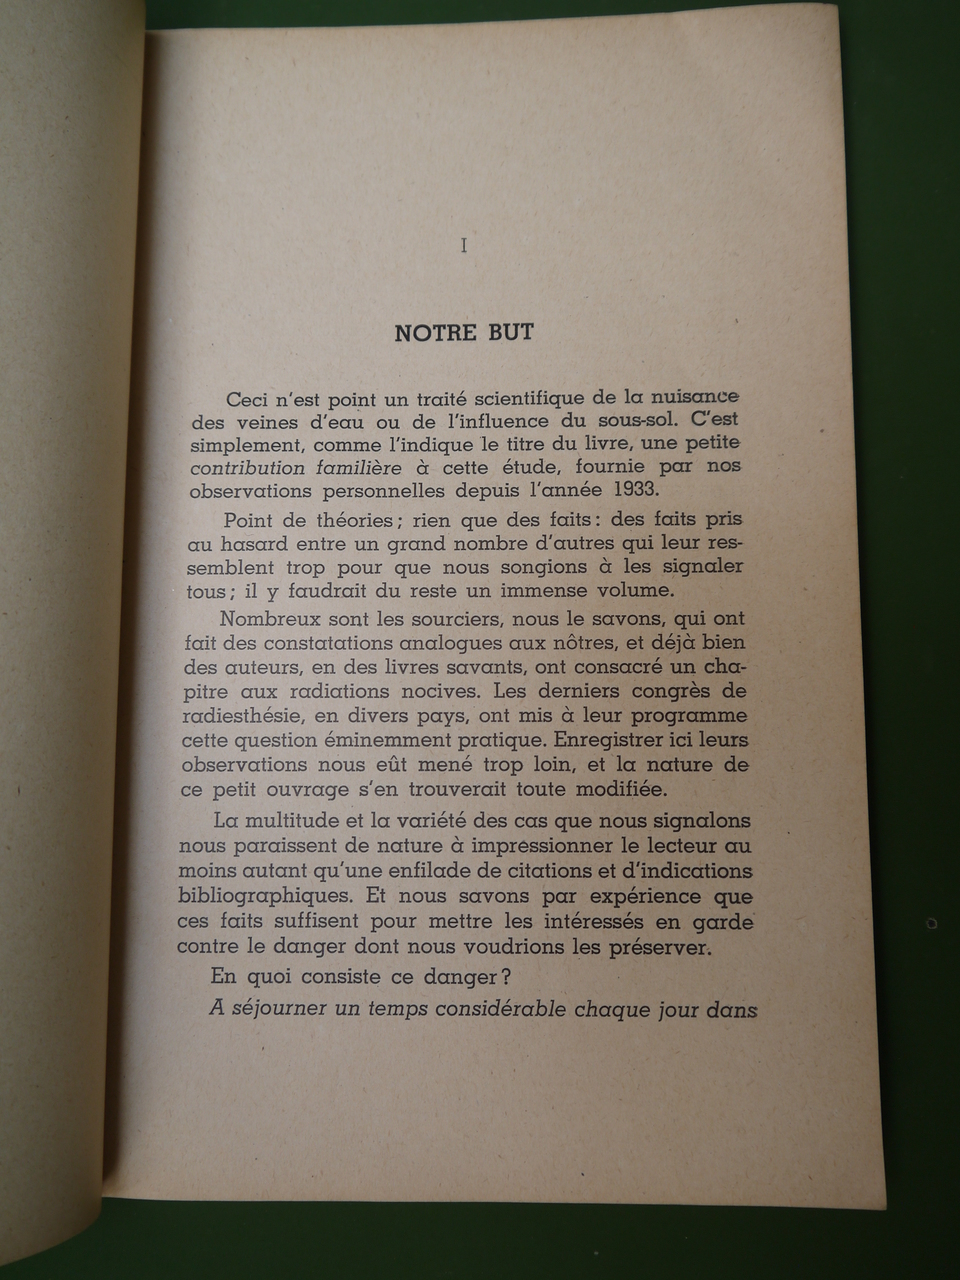 I
NOTRE BUT
Ceci n'est point un traité scientifique de la nuisance
des veines d'eau ou de l'influence du sous-sol. C'est
simplement, comme l'indique le titre du livre, une petite
contribution familière à cette étude, fournie par nos
observations personnelles depuis l'année 1933.
Point de théories ; rien que des faits : des faits pris
au hasard entre un grand nombre d'autres qui leur res-
semblent trop pour que nous songions à les signaler
tous ; il y faudrait du reste un immense volume.
Nombreux sont les sourciers, nous le savons, qui ont
fait des constatations analogues aux nôtres, et déjà bien
des auteurs, en des livres savants, ont consacré un cha-
pitre aux radiations nocives. Les derniers congrès de
radiesthésie, en divers pays, ont mis à leur programme
cette question éminemment pratique. Enregistrer ici leurs
observations nous eût mené trop loin, et la nature de
ce petit ouvrage s'en trouverait toute modifiée.
La multitude et la variété des cas que nous signalons
nous paraissent de nature à impressionner le lecteur au
moins autant qu'une enfilade de citations et d'indications
bibliographiques. Et nous savons par expérience que
ces faits suffisent pour mettre les intéressés en garde
contre le danger dont nous voudrions les préserver.
En quoi consiste ce danger ?
A séjourner un temps considérable chaque jour dans